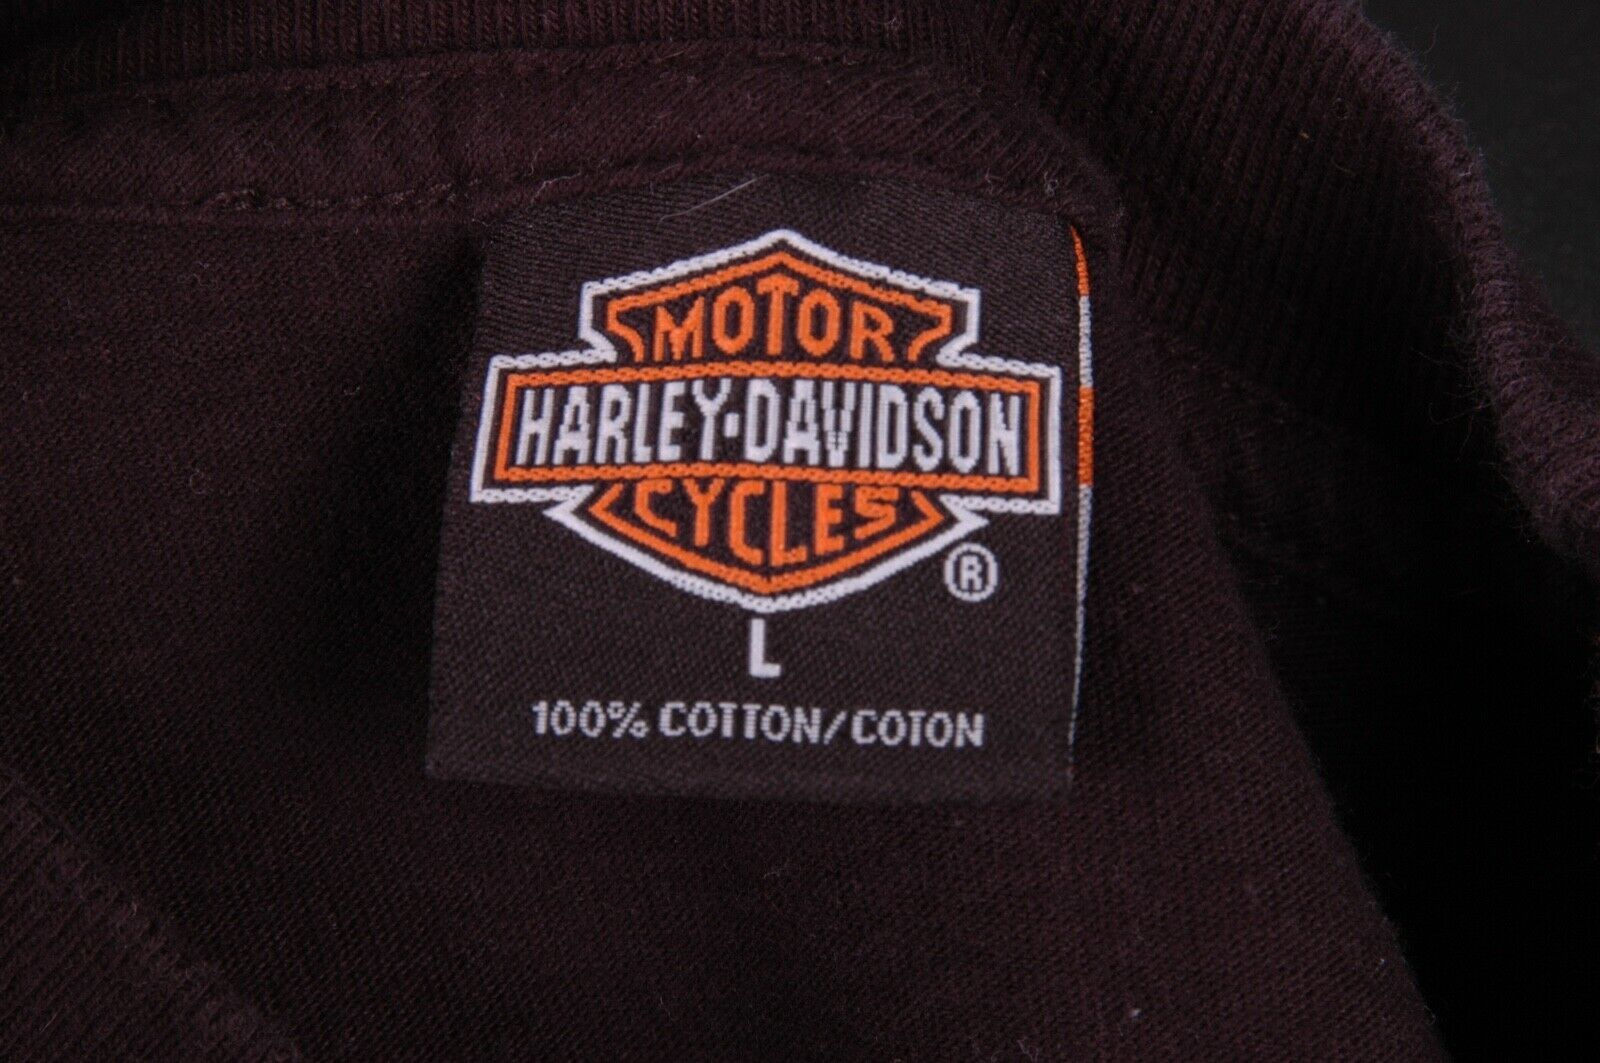 MOTOR
HARLEY-DAVIDSON
CYCLES
®
L
100% COTTON/COTON